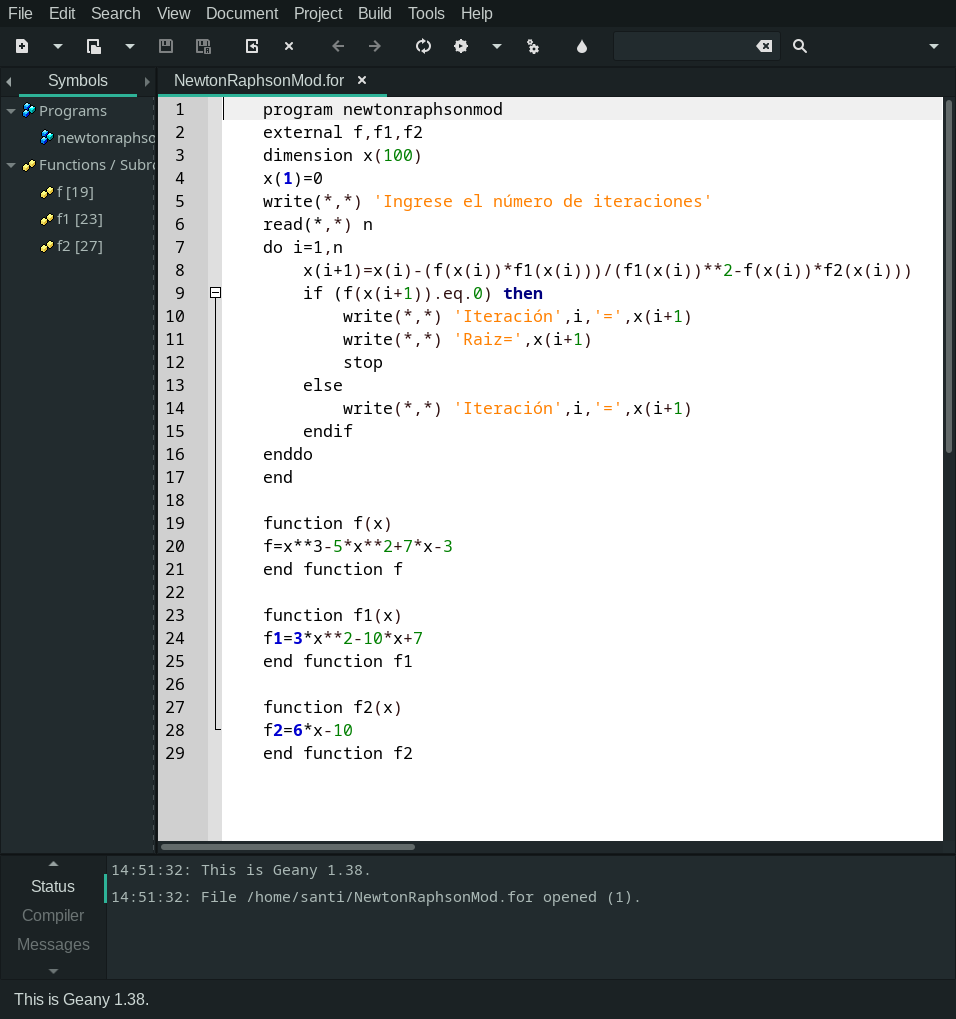 File Edit Search View Document Project Build Tools Help
Symbols
NewtonRaphsonMod.for
Programs
newtonraphso
Functions / Subro
f [19]
f1 [23]
f2 [27]
1 program newtonraphsonmod
2 external f,f1,f2
3 dimension x(100)
4 x(1)=0
5 write(*,*) 'Ingrese el número de iteraciones'
6 read(*,*) n
7 do i=1,n
8 x(i+1)=x(i)-(f(x(i))*f1(x(i)))/(f1(x(i))**2-f(x(i))*f2(x(i)))
9 if (f(x(i+1)).eq.0) then
10 write(*,*) 'Iteración',i,'=',x(i+1)
11 write(*,*) 'Raiz=',x(i+1)
12 stop
13 else
14 write(*,*) 'Iteración',i,'=',x(i+1)
15 endif
16 enddo
17 end
18
19 function f(x)
20 f=x**3-5*x**2+7*x-3
21 end function f
22
23 function f1(x)
24 f1=3*x**2-10*x+7
25 end function f1
26
27 function f2(x)
28 f2=6*x-10
29 end function f2
Status
Compiler
Messages
14:51:32: This is Geany 1.38.
14:51:32: File /home/santi/NewtonRaphsonMod.for opened (1).
This is Geany 1.38.